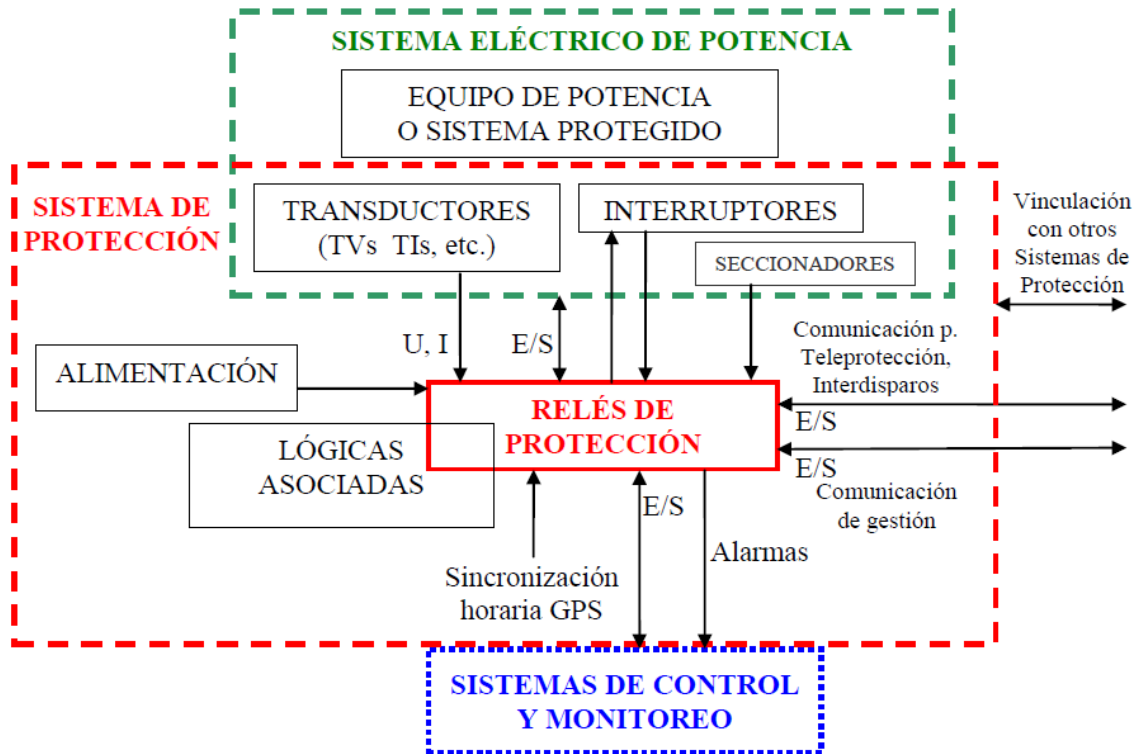 SISTEMA ELÉCTRICO DE POTENCIA
EQUIPO DE POTENCIA
O SISTEMA PROTEGIDO
SISTEMA DE
PROTECCIÓN
TRANSDUCTORES
(TVs TIs, etc.)
INTERRUPTORES
SECCIONADORES
Vinculación
con otros
Sistemas de
Protección
U, I
E/S
Comunicación p.
Teleprotección,
Interdisparos
E/S
ALIMENTACIÓN
RELÉS DE
PROTECCIÓN
LÓGICAS
ASOCIADAS
E/S
Comunicación
de gestión
E/S
Alarmas
Sincronización
horaria GPS
SISTEMAS DE CONTROL
Y MONITOREO